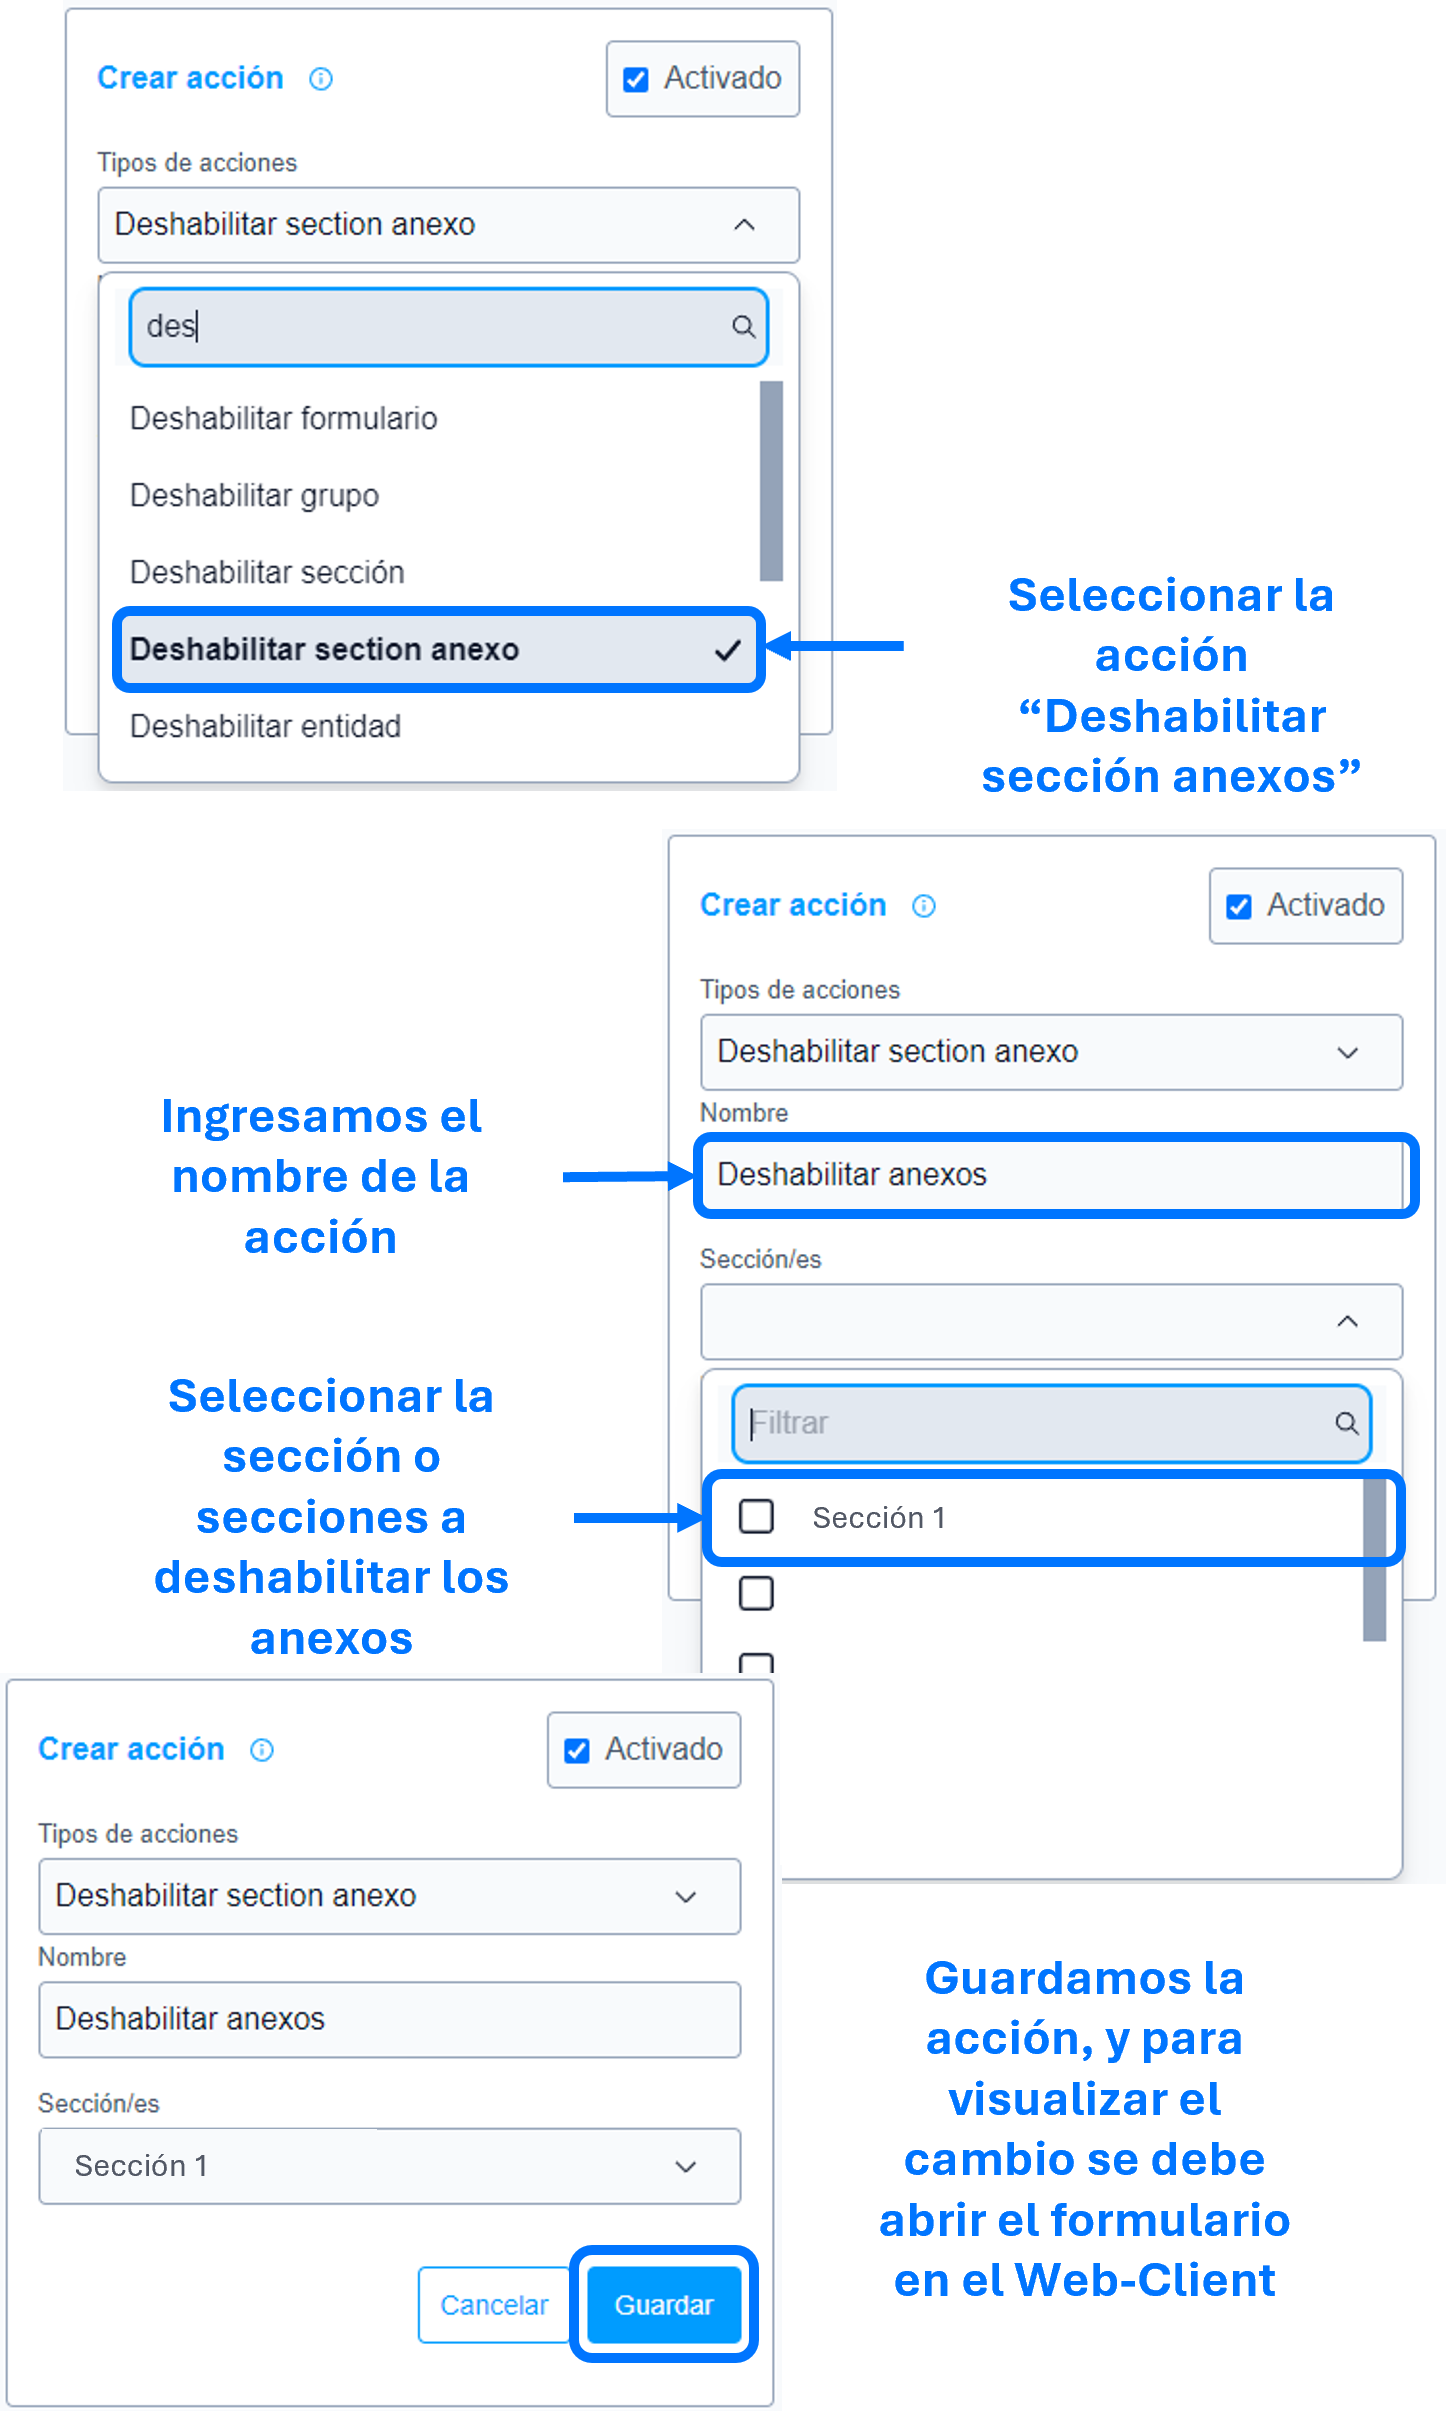 Crear acción
Activado
Tipos de acciones
Deshabilitar section anexo
des
Deshabilitar formulario
Deshabilitar grupo
Deshabilitar sección
Deshabilitar section anexo
Deshabilitar entidad
Seleccionar la
acción
“Deshabilitar
sección anexos”
Crear acción
Activado
Tipos de acciones
Deshabilitar section anexo
Nombre
Deshabilitar anexos
Ingresamos el
nombre de la
acción
Sección/es
Filtrar
Sección 1
Seleccionar la
sección o
secciones a
deshabilitar los
anexos
Crear acción
Activado
Tipos de acciones
Deshabilitar section anexo
Nombre
Deshabilitar anexos
Sección/es
Sección 1
Cancelar
Guardar
Guardamos la
acción, y para
visualizar el
cambio se debe
abrir el formulario
en el Web-Client